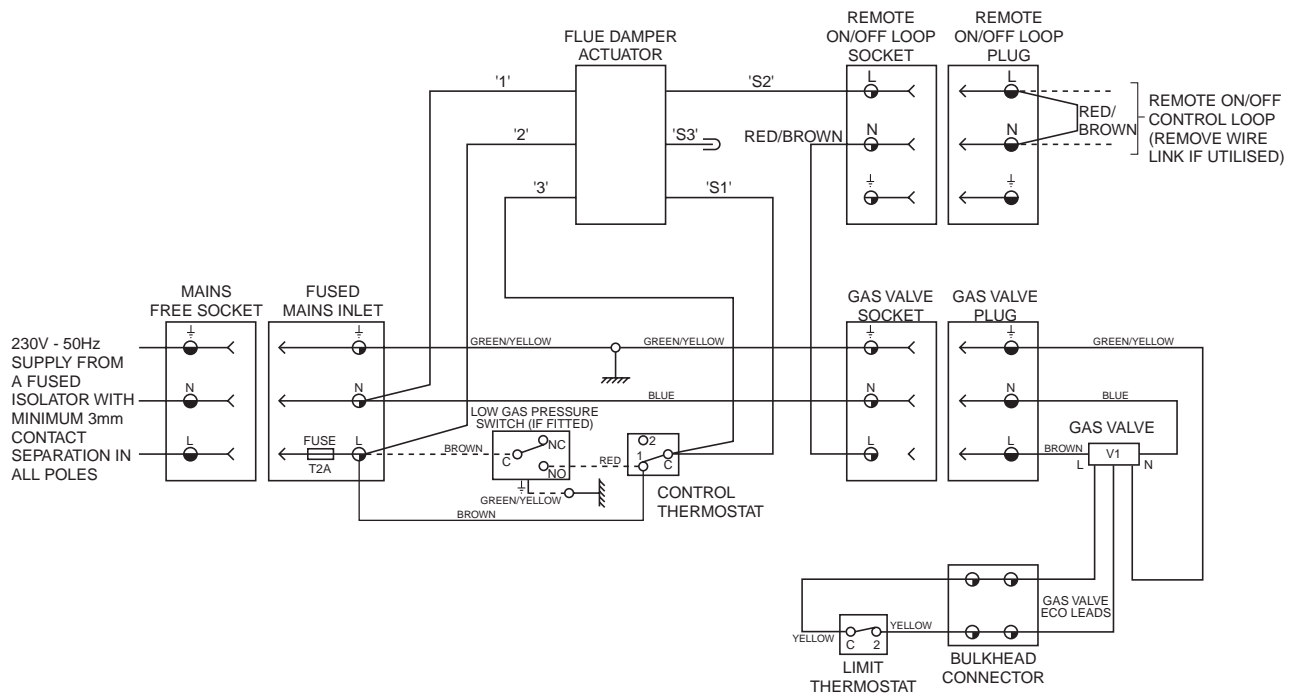 REMOTE
ON/OFF LOOP
SOCKET
REMOTE
ON/OFF LOOP
PLUG
FLUE DAMPER
ACTUATOR
'1'
'S2'
L
L
RED/
BROWN
REMOTE ON/OFF
CONTROL LOOP
(REMOVE WIRE
LINK IF UTILISED)
'2'
'S3'
RED/BROWN
N
N
'3'
'S1'
MAINS
FREE SOCKET
FUSED
MAINS INLET
GAS VALVE
SOCKET
GAS VALVE
PLUG
230V - 50Hz
SUPPLY FROM
A FUSED
ISOLATOR WITH
MINIMUM 3mm
CONTACT
SEPARATION IN
ALL POLES
GREEN/YELLOW
GREEN/YELLOW
GREEN/YELLOW
N
N
BLUE
N
N
BLUE
LOW GAS PRESSURE
SWITCH (IF FITTED)
L
FUSE
T2A
L
BROWN
C
NC
NO
RED
2
1
C
L
L
BROWN
GAS VALVE
L
V1
N
GREEN/YELLOW
BROWN
CONTROL
THERMOSTAT
GAS VALVE
ECO LEADS
YELLOW
C
2
YELLOW
LIMIT
THERMOSTAT
BULKHEAD
CONNECTOR